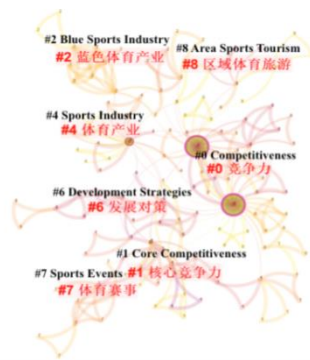 #2 Blue Sports Industry
#2 蓝色体育产业
#8 Area Sports Tourism
#8 区域体育旅游
#4 Sports Industry
#4 体育产业
#0 Competitiveness
#0 竞争力
#6 Development Strategies
#6 发展对策
#1 Core Competitiveness
#1 核心竞争力
#7 Sports Events
#7 体育赛事